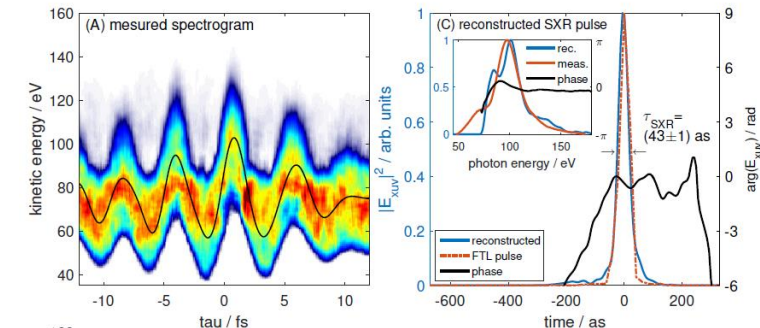 (A) mesured spectrogram
160
140
120
100
80
60
40
kinetic energy / eV
-10
-5
0
5
10
tau / fs
(C) reconstructed SXR pulse
1
0.8
0.6
0.4
0.2
0
|E_xuv|² / arb. units
9
6
3
0
-3
-6
arg(E_xuv) / rad
1
0.5
0
π
0
-π
rec.
meas.
phase
50
100
150
photon energy / eV
τ_SXR=
(43±1) as
reconstructed
FTL pulse
phase
-600
-400
-200
0
200
time / as